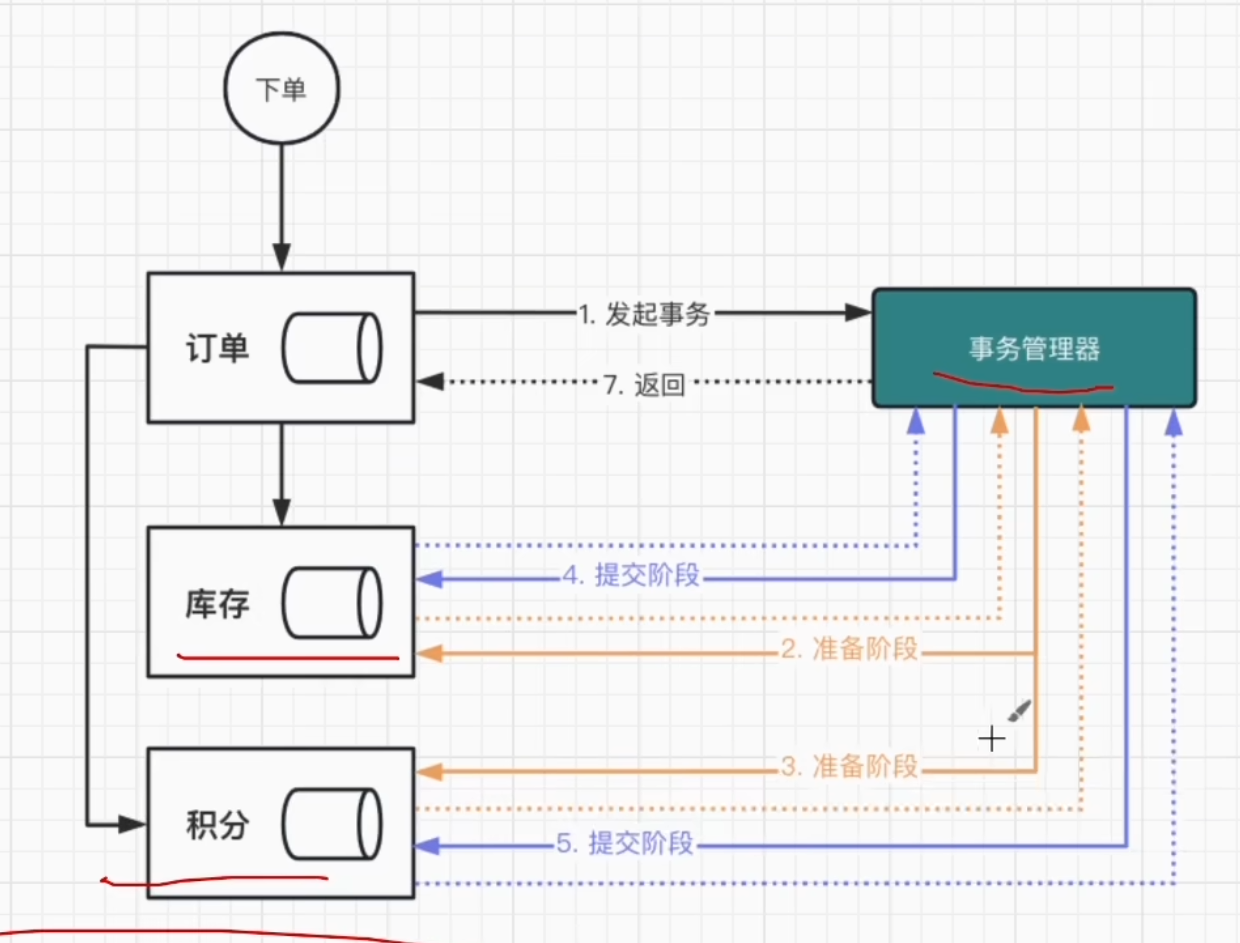 下单
订单
1. 发起事务
事务管理器
7. 返回
库存
4. 提交阶段
2. 准备阶段
3. 准备阶段
积分
5. 提交阶段